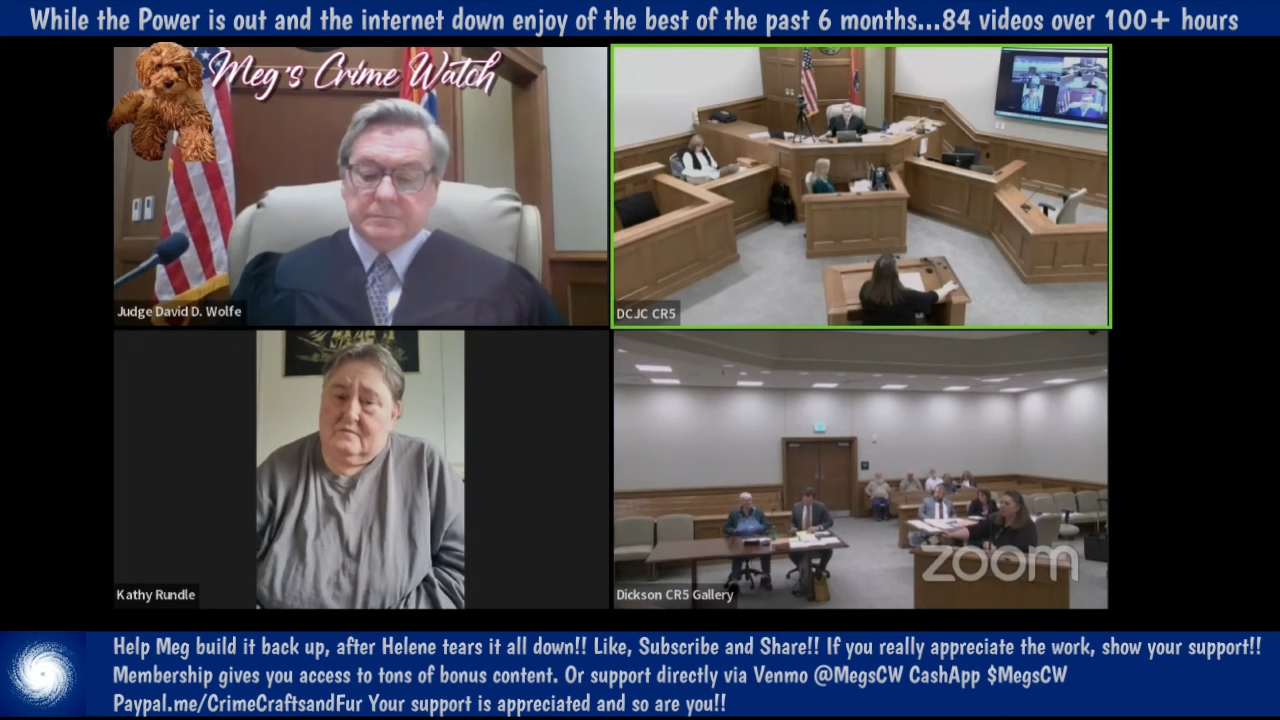 While the Power is out and the internet down enjoy of the best of the past 6 months...84 videos over 100+ hours
Meg's Crime Watch
Judge David D. Wolfe
DCJC CR5
Kathy Rundle
Dickson CR5 Gallery
zoom
Help Meg build it back up, after Helene tears it all down!! Like, Subscribe and Share!! If you really appreciate the work, show your support!!
Membership gives you access to tons of bonus content. Or support directly via Venmo @MegsCW CashApp $MegsCW
Paypal.me/CrimeCraftsandFur Your support is appreciated and so are you!!